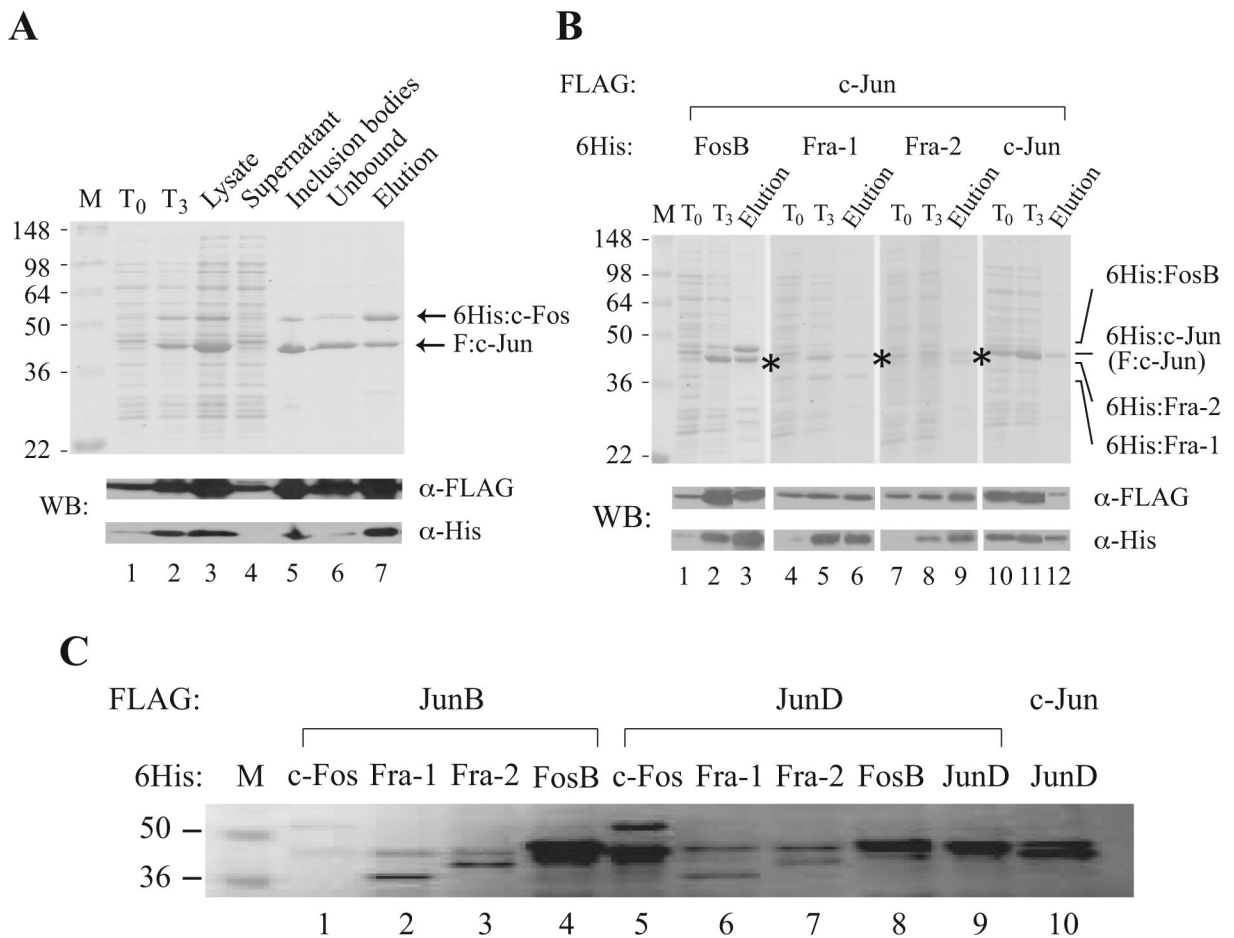 A
M T0 T3 Lysate Supernatant Inclusion bodies Unbound Elution
148 -
98 -
64 -
50 -
36 -
22 -
6His:c-Fos
F:c-Jun
WB:
α-FLAG
α-His
1 2 3 4 5 6 7
B
FLAG: c-Jun
6His: FosB Fra-1 Fra-2 c-Jun
M T0 T3 Elution T0 T3 Elution T0 T3 Elution T0 T3 Elution
148 -
98 -
64 -
50 -
36 -
22 -
* * *
6His:FosB
6His:c-Jun
(F:c-Jun)
6His:Fra-2
6His:Fra-1
WB:
α-FLAG
α-His
1 2 3 4 5 6 7 8 9 10 11 12
C
FLAG: JunB JunD c-Jun
6His: M c-Fos Fra-1 Fra-2 FosB c-Fos Fra-1 Fra-2 FosB JunD JunD
50 –
36 –
1 2 3 4 5 6 7 8 9 10